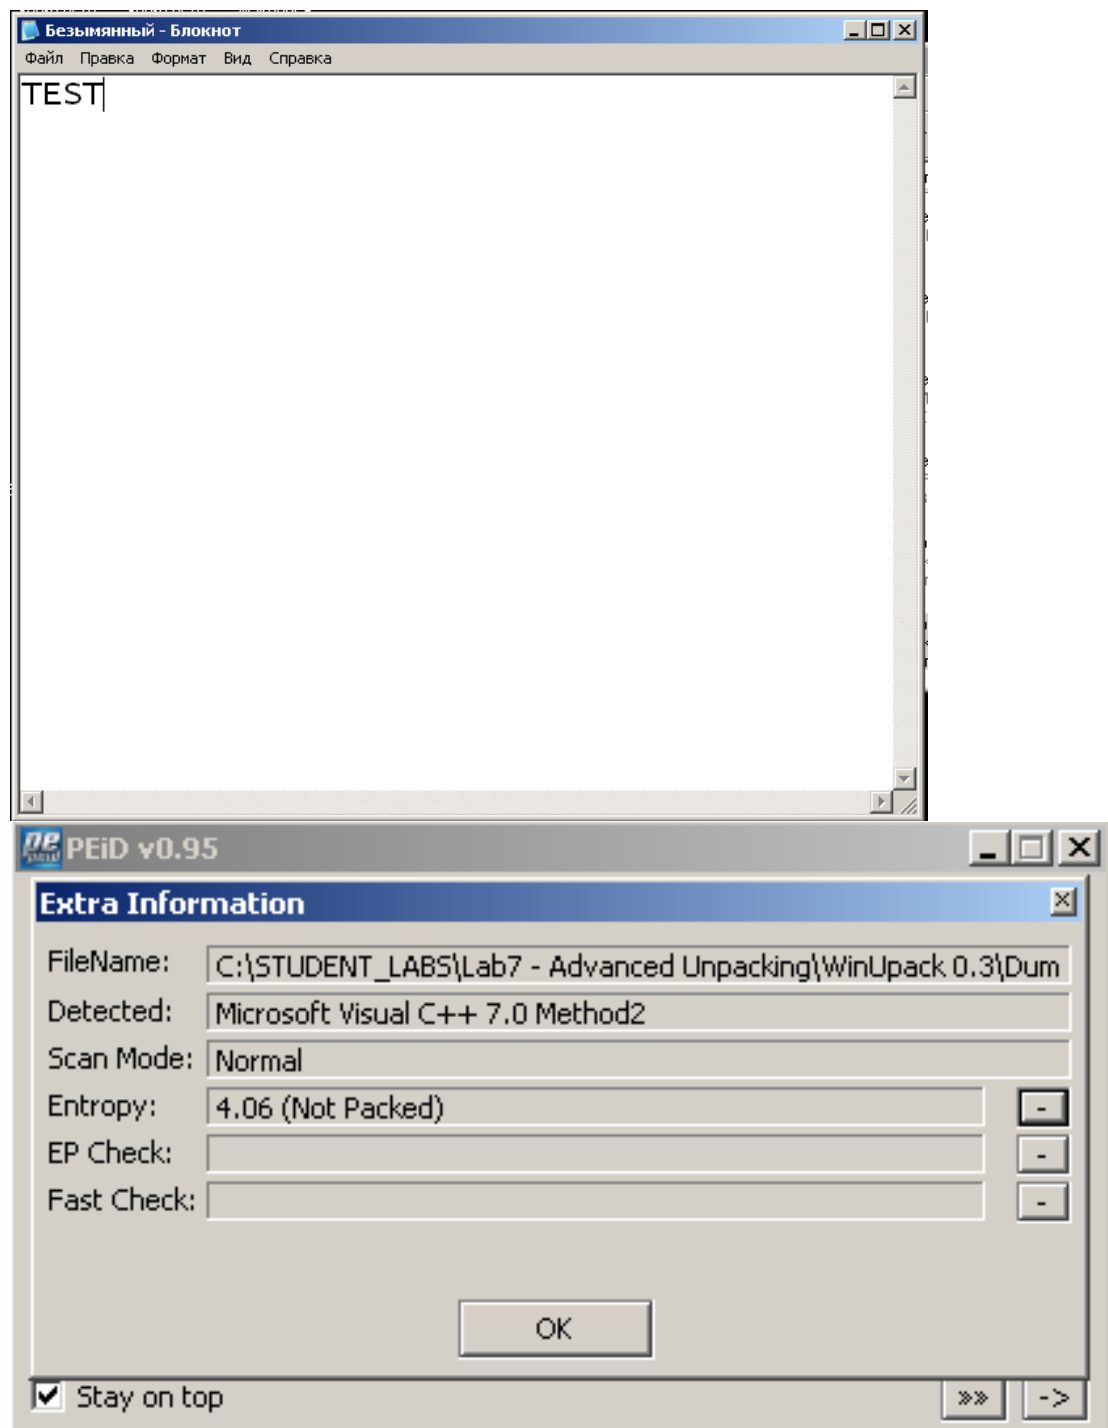 Безымянный - Блокнот
Файл Правка Формат Вид Справка
TEST
PEiD v0.95
Extra Information
FileName: C:\STUDENT_LABS\Lab7 - Advanced Unpacking\WinUpack 0.3\Dum
Detected: Microsoft Visual C++ 7.0 Method2
Scan Mode: Normal
Entropy: 4.06 (Not Packed) -
EP Check: -
Fast Check: -
OK
Stay on top »» ->